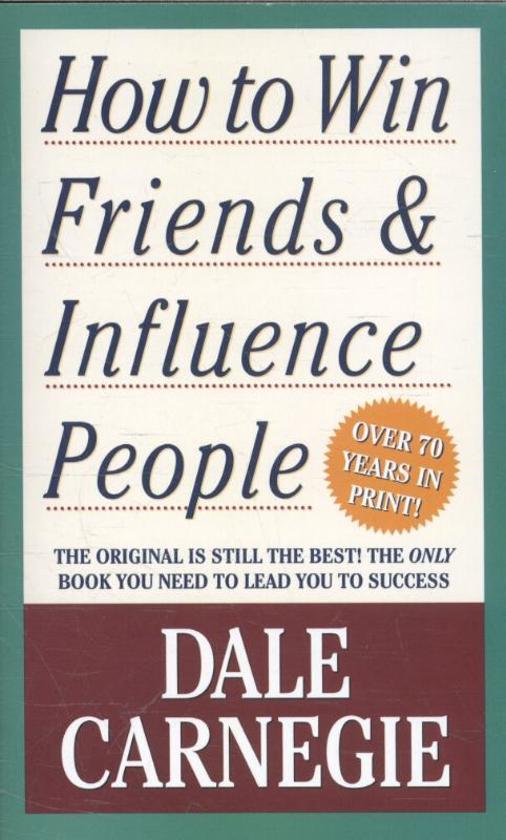 How to Win
Friends &
Influence
People
OVER 70
YEARS IN
PRINT!
THE ORIGINAL IS STILL THE BEST! THE ONLY
BOOK YOU NEED TO LEAD YOU TO SUCCESS
DALE
CARNEGIE